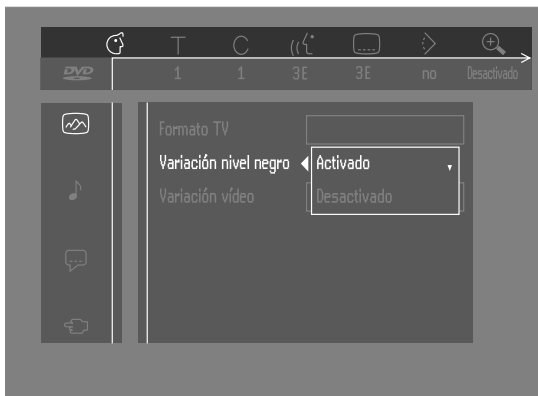 T C
DVD 1 1 3E 3E no Desactivado
Formato TV
Variación nivel negro Activado
Variación vídeo Desactivado